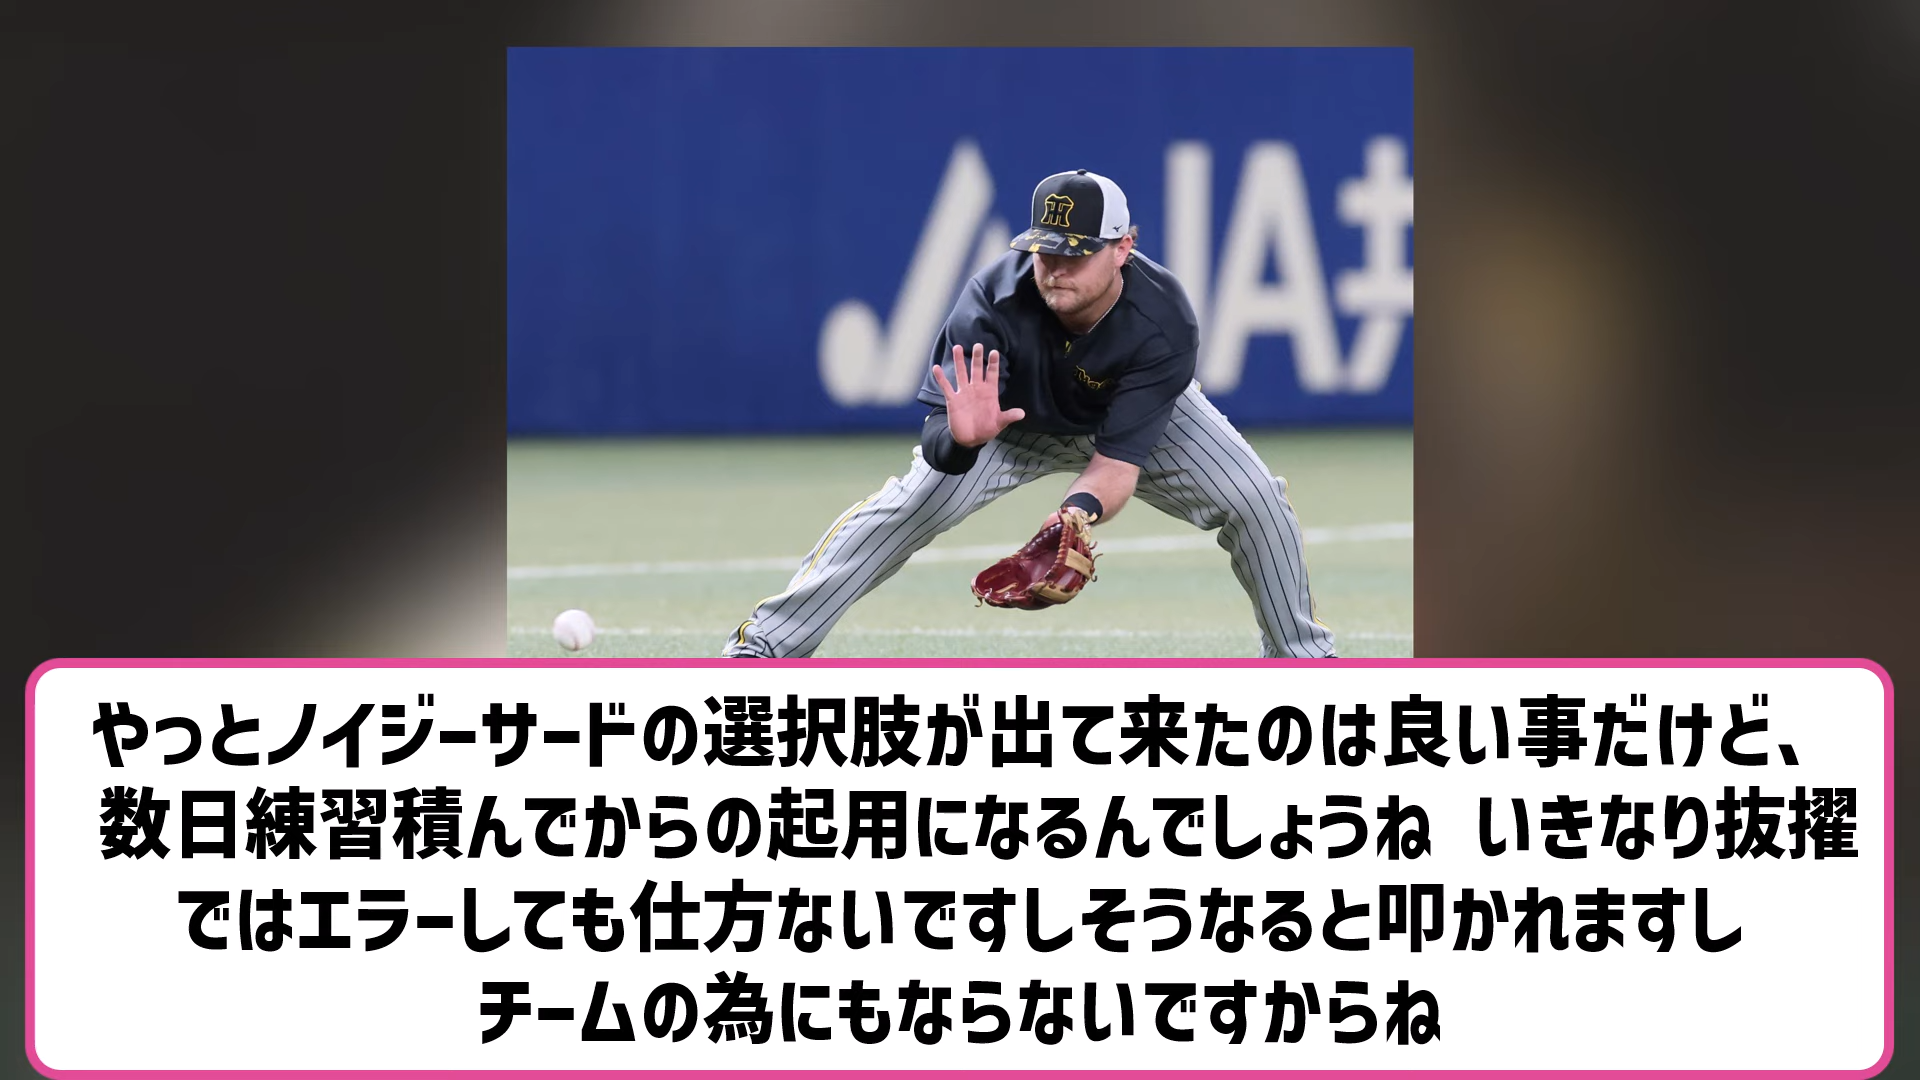 JAホ
やっとノイジーサードの選択肢が出て来たのは良い事だけど、
数日練習積んでからの起用になるんでしょうね いきなり抜擢
ではエラーしても仕方ないですしそうなると叩かれますし
チームの為にもならないですからね